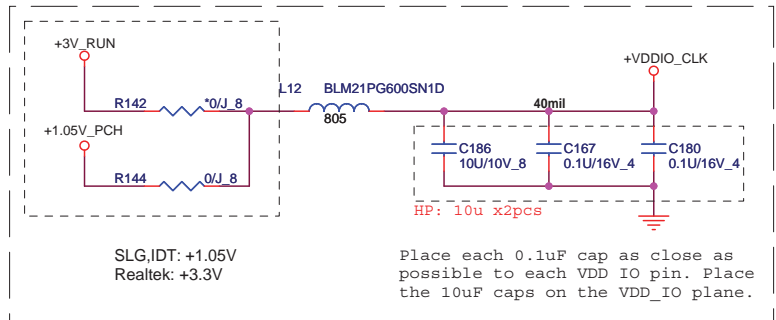 +3V_RUN
+VDDIO_CLK
L12 BLM21PG600SN1D
R142 *0/J_8
805
40mil
+1.05V_PCH
C186
10U/10V_8
C167
0.1U/16V_4
C180
0.1U/16V_4
R144 0/J_8
HP: 10u x2pcs
SLG,IDT: +1.05V
Realtek: +3.3V
Place each 0.1uF cap as close as
possible to each VDD IO pin. Place
the 10uF caps on the VDD_IO plane.